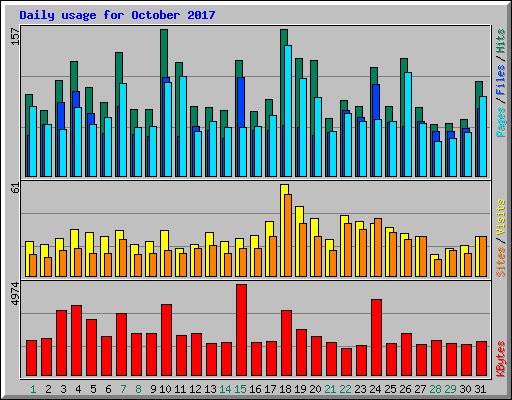 Daily usage for October 2017
157
Pages / Files / Hits
61
Sites / Visits
4974
KBytes
1 2 3 4 5 6 7 8 9 10 11 12 13 14 15 16 17 18 19 20 21 22 23 24 25 26 27 28 29 30 31